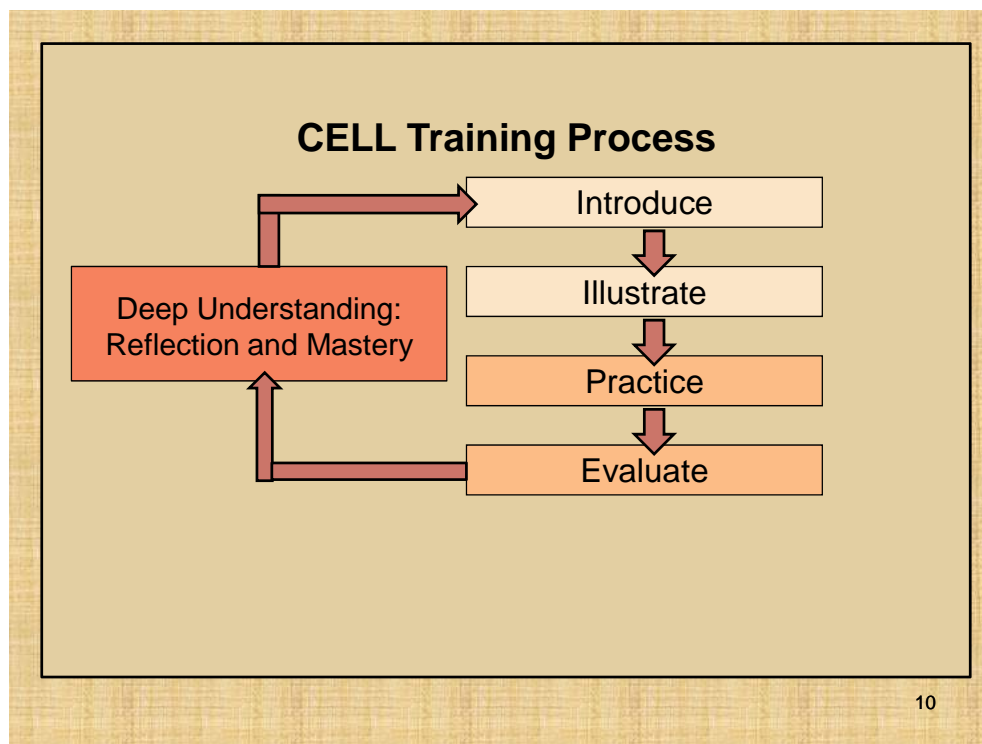 CELL Training Process
Introduce
Illustrate
Deep Understanding:
Reflection and Mastery
Practice
Evaluate
10